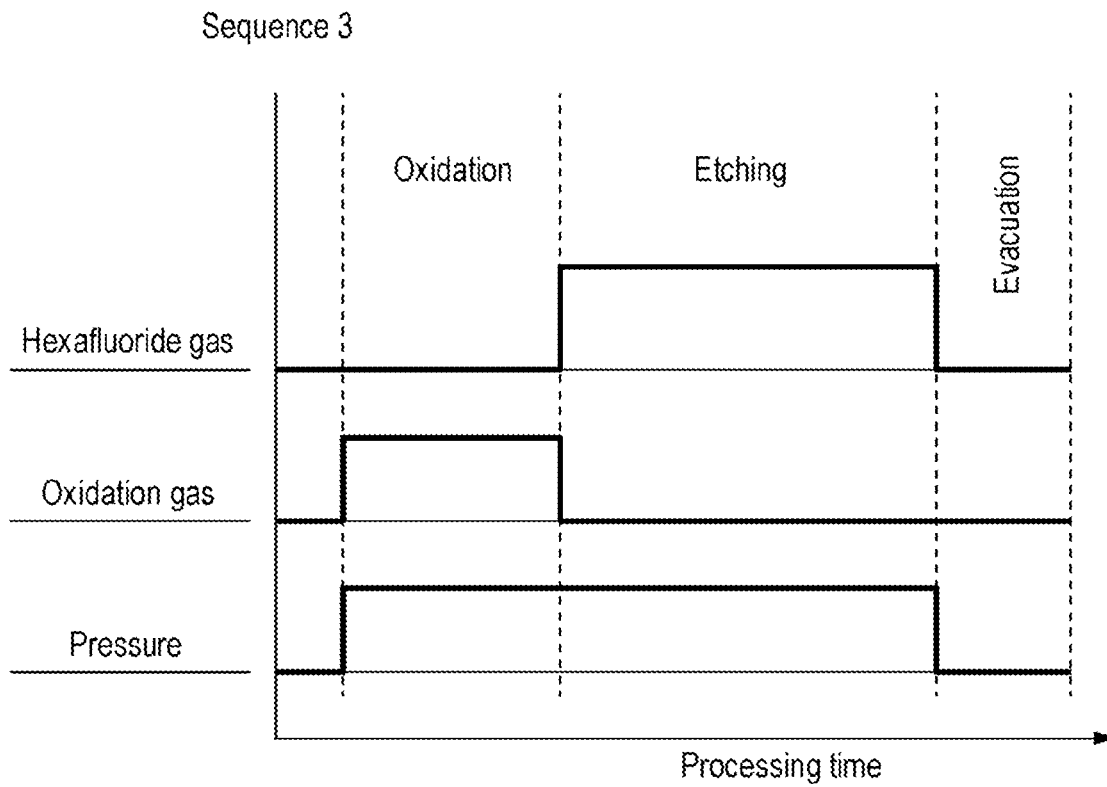 Sequence 3
Oxidation
Etching
Evacuation
Hexafluoride gas
Oxidation gas
Pressure
Processing time